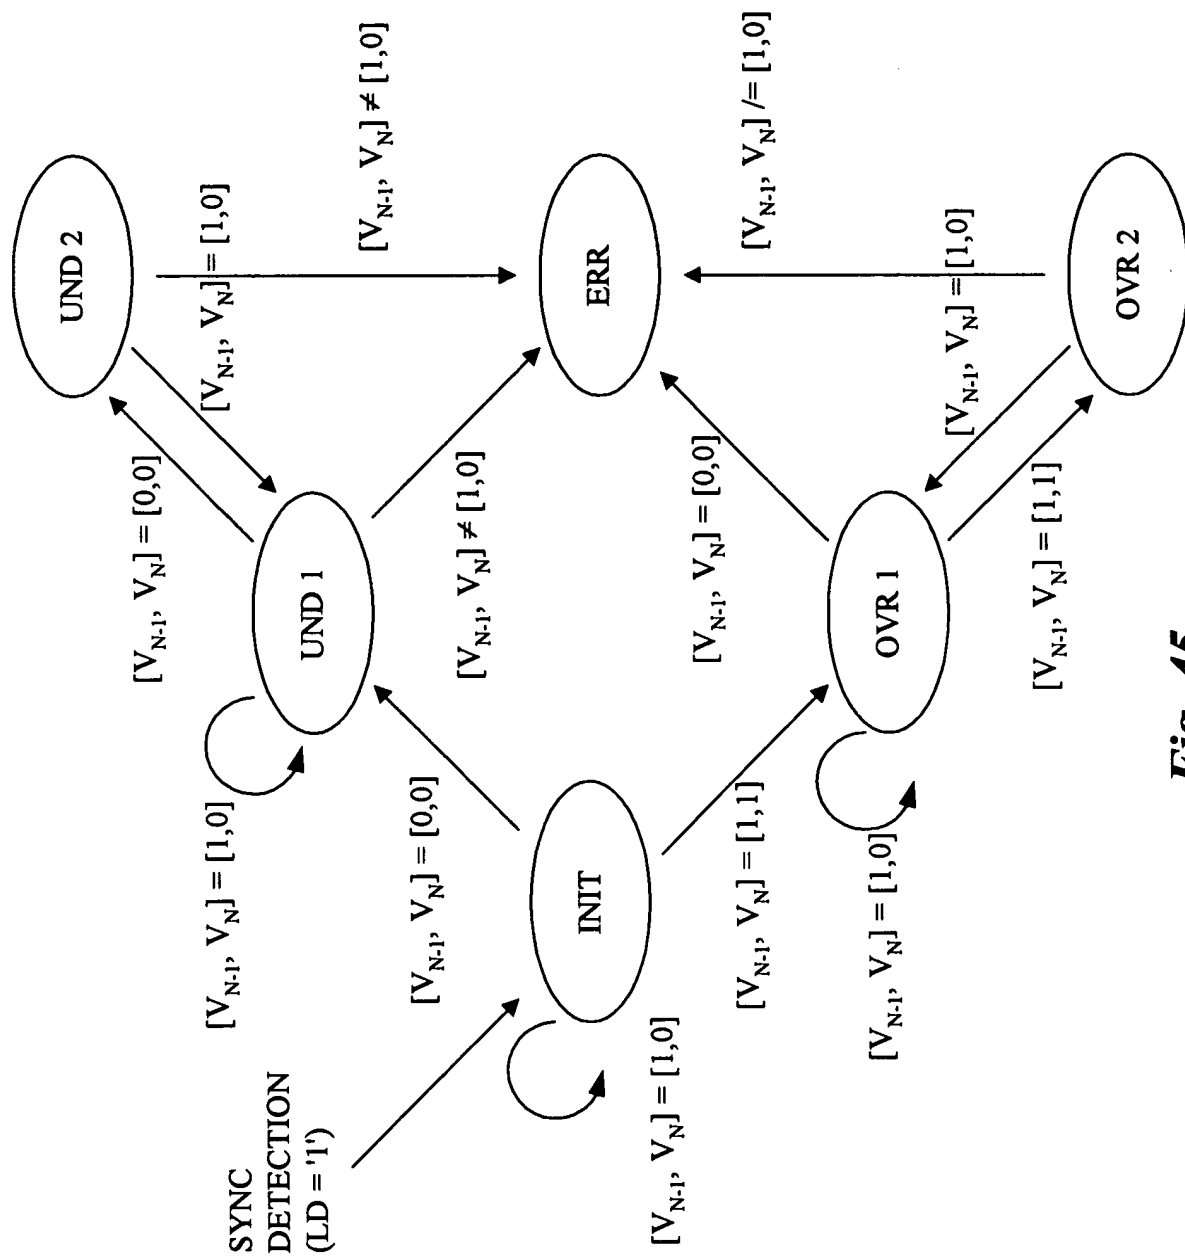 UND 2
[V_{N-1}, V_N] = [0,0]
[V_{N-1}, V_N] = [1,0]
[V_{N-1}, V_N] = [1,0]
SYNC
DETECTION
(LD = '1')
UND 1
[V_{N-1}, V_N] ≠ [1,0]
[V_{N-1}, V_N] = [0,0]
[V_{N-1}, V_N] ≠ [1,0]
INIT
ERR
[V_{N-1}, V_N] = [1,0]
[V_{N-1}, V_N] = [0,0]
[V_{N-1}, V_N] = [1,1]
[V_{N-1}, V_N] /= [1,0]
[V_{N-1}, V_N] = [1,0]
OVR 1
[V_{N-1}, V_N] = [1,0]
[V_{N-1}, V_N] = [1,1]
OVR 2
Fig. 45